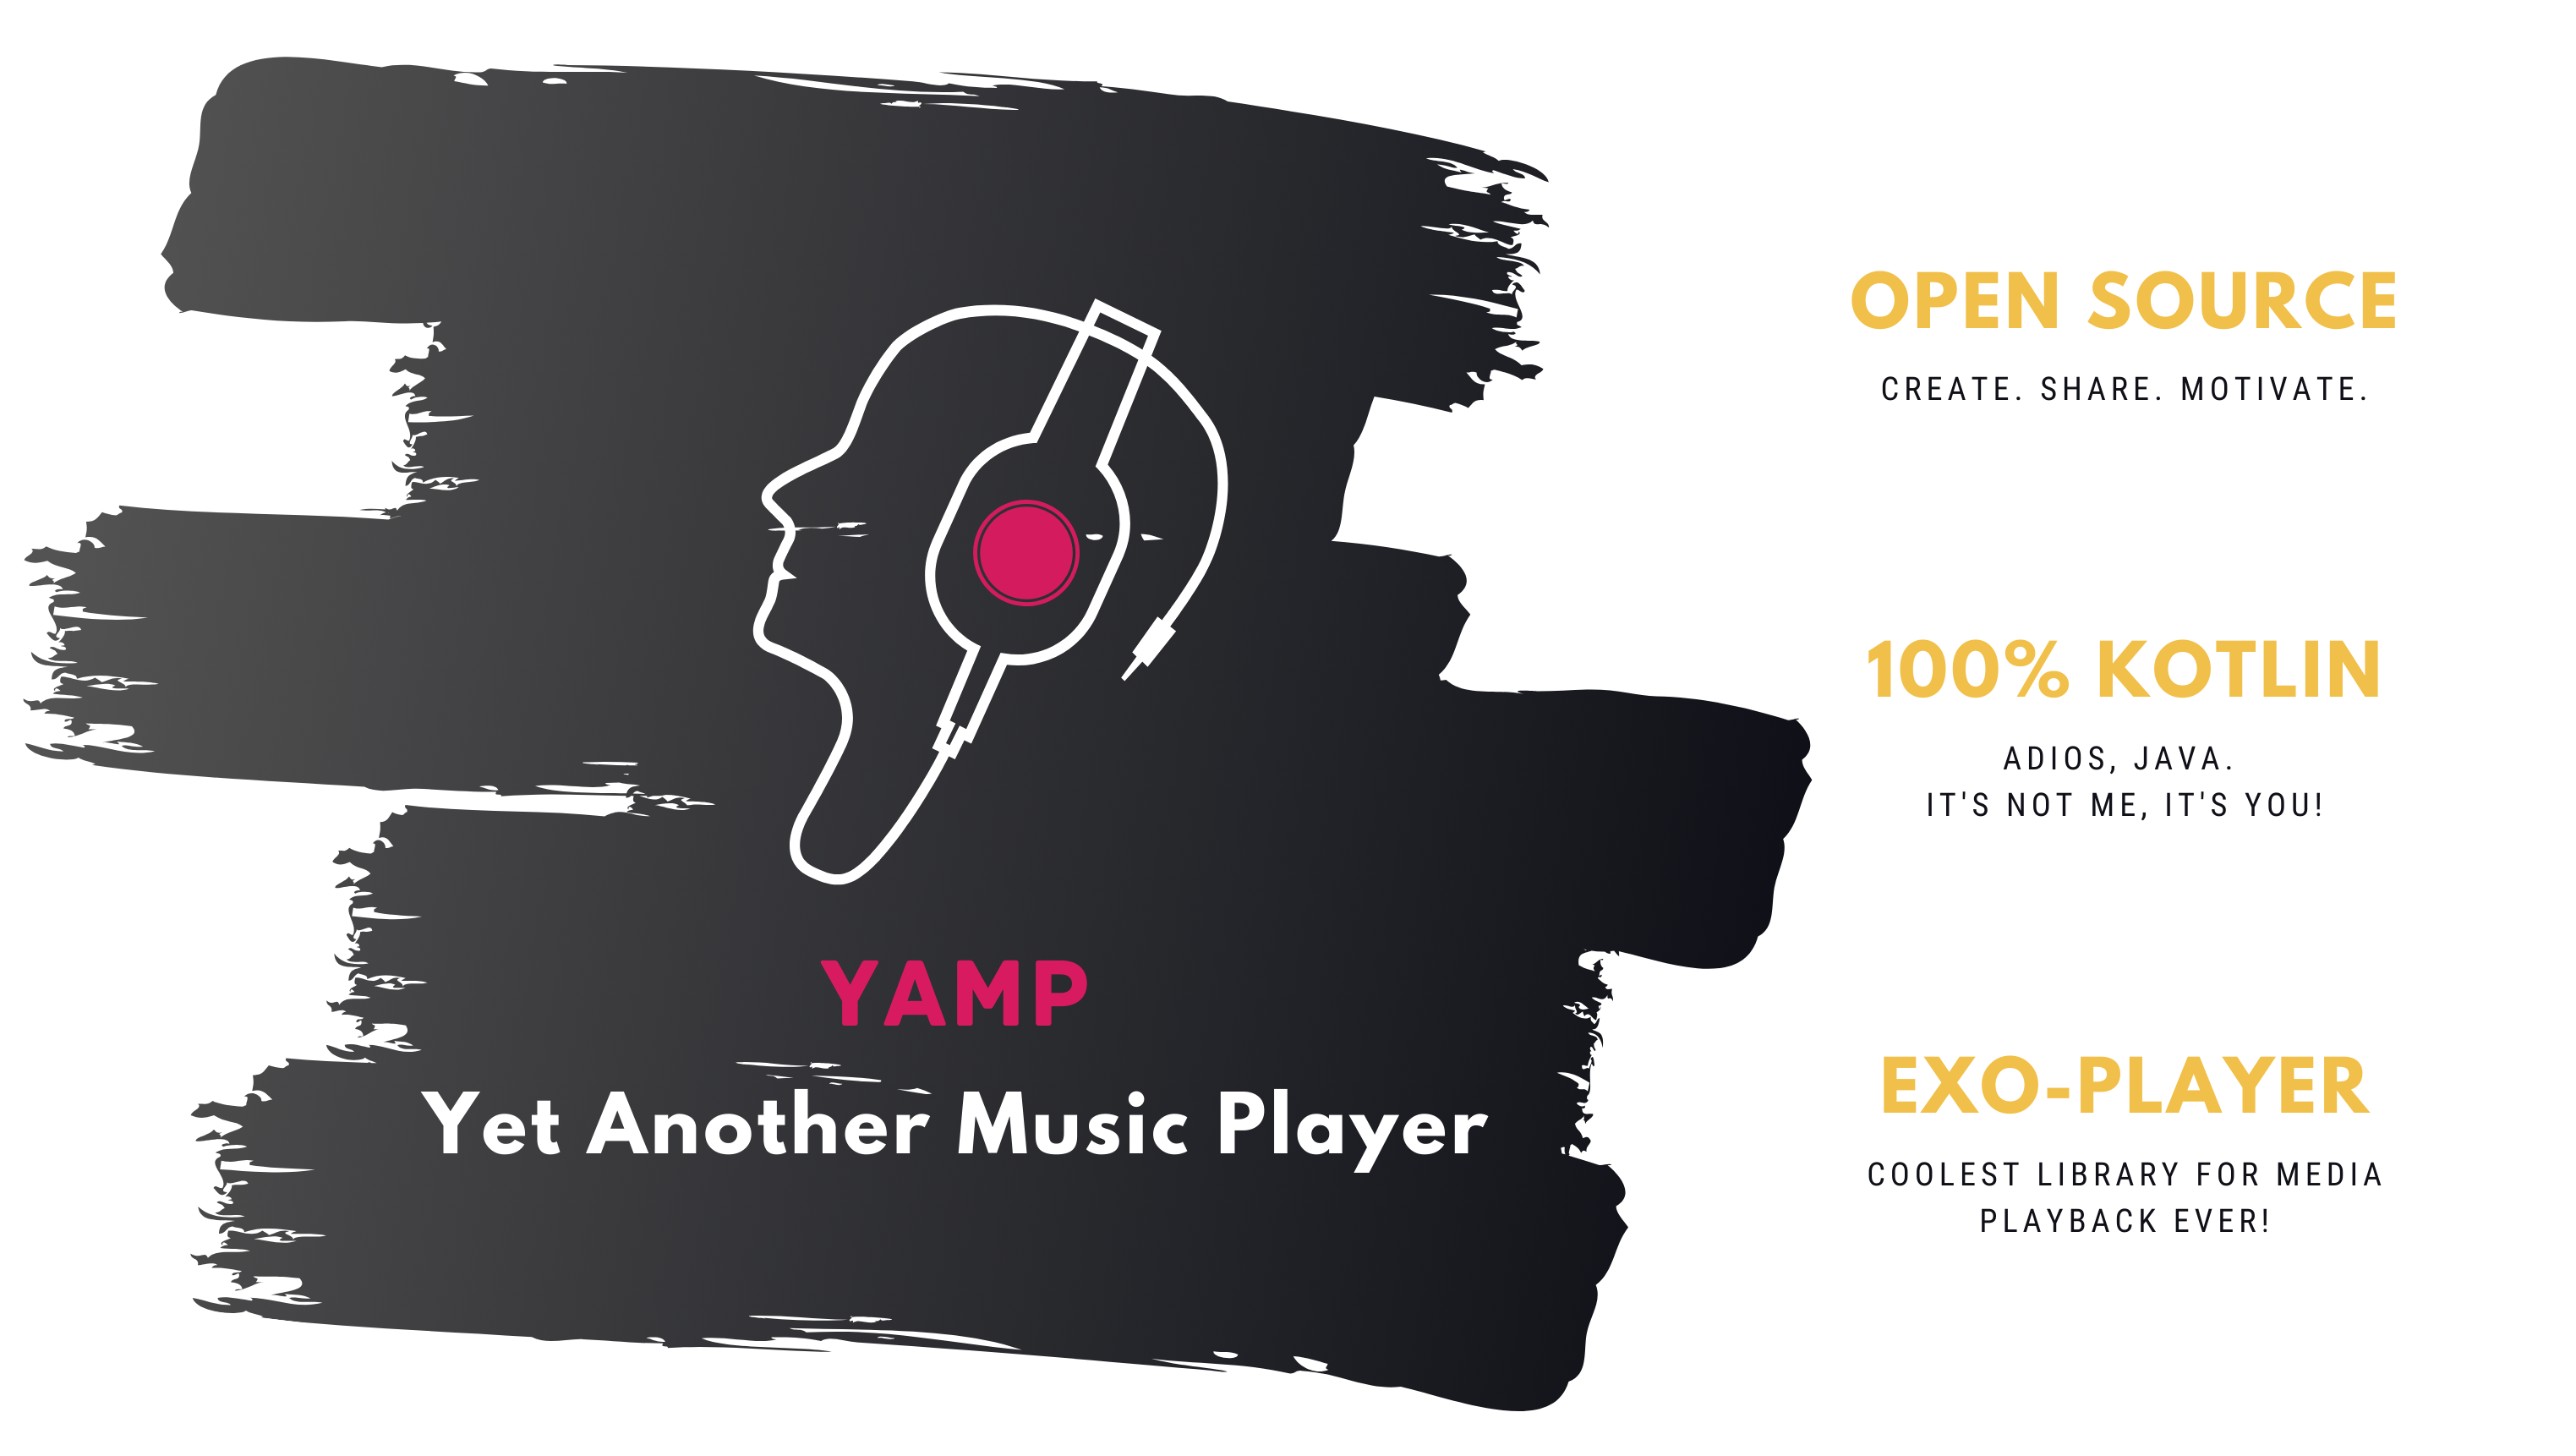 YAMP
Yet Another Music Player
OPEN SOURCE
CREATE. SHARE. MOTIVATE.
100% KOTLIN
ADIOS, JAVA.
IT'S NOT ME, IT'S YOU!
EXO-PLAYER
COOLEST LIBRARY FOR MEDIA
PLAYBACK EVER!